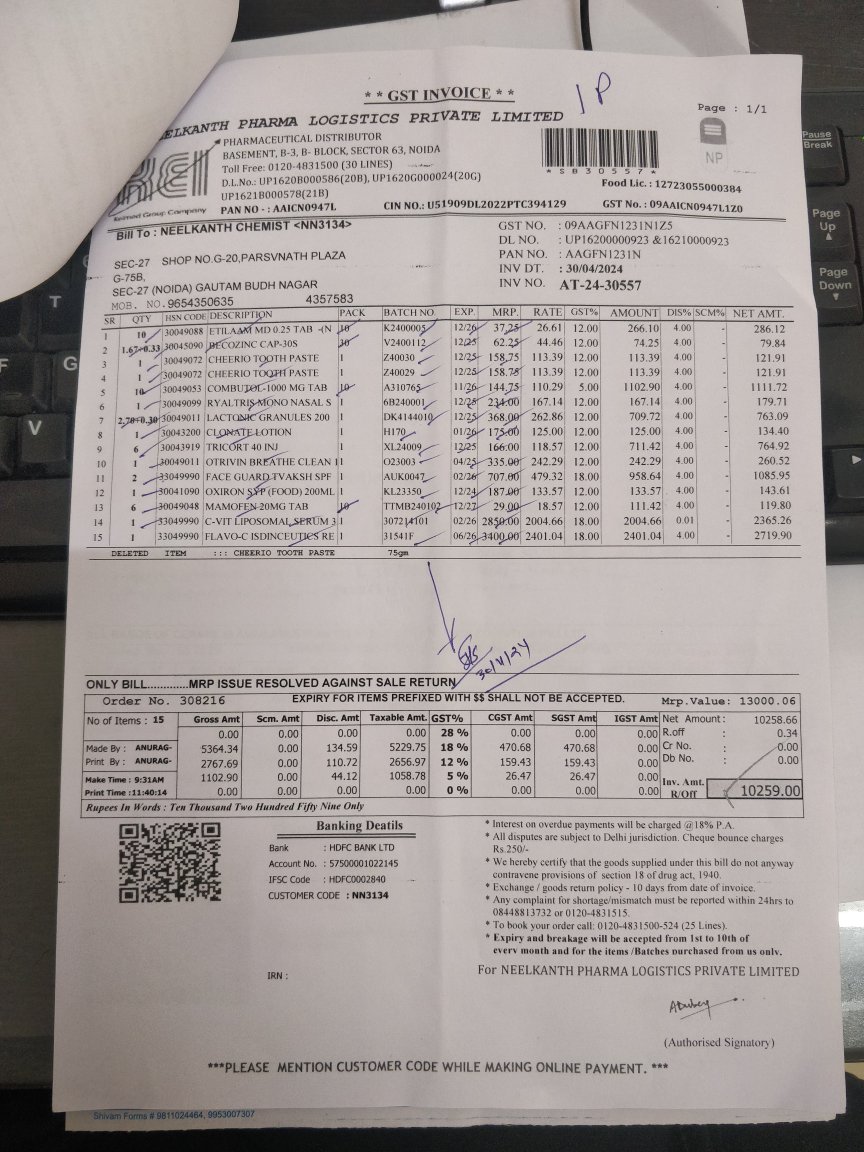 * * GST INVOICE * *
1P
Page : 1/1
NEELKANTH PHARMA LOGISTICS PRIVATE LIMITED
PHARMACEUTICAL DISTRIBUTOR
BASEMENT, B-3, B- BLOCK, SECTOR 63, NOIDA
Toll Free: 0120-4831500 (30 LINES)
D.L.No.: UP1620B000586(20B), UP1620G000024(20G)
UP1621B000578(21B)
* S B 3 0 5 5 7 *
NP
Food Lic. : 12723055000384
Group Company
PAN NO - : AAICN0947L CIN NO.: U51909DL2022PTC394129 GST No. : 09AAICN0947L1Z0
Bill To : NEELKANTH CHEMIST <NN3134>
SEC-27 SHOP NO.G-20,PARSVNATH PLAZA
G-75B,
SEC-27 (NOIDA) GAUTAM BUDH NAGAR
MOB. NO.9654350635 4357583
GST NO. : 09AAGFN1231N1Z5
DL NO. : UP16200000923 &16210000923
PAN NO. : AAGFN1231N
INV DT. : 30/04/2024
INV NO. AT-24-30557
SR QTY HSN CODE DESCRIPTION PACK BATCH NO. EXP. MRP. RATE GST% AMOUNT DIS% SCM% NET AMT.
1 10 30049088 ETILAAM MD 0.25 TAB -(N 10 K2400005 12/26 37.25 26.61 12.00 266.10 4.00 - 286.12
2 1.67+0.33 30045090 BECOZINC CAP-30S 30 V2400112 12/25 62.25 44.46 12.00 74.25 4.00 - 79.84
3 1 30049072 CHEERIO TOOTH PASTE 1 Z40030 12/25 158.75 113.39 12.00 113.39 4.00 - 121.91
4 1 30049072 CHEERIO TOOTH PASTE 1 Z40029 12/25 158.75 113.39 12.00 113.39 4.00 - 121.91
5 10 30049053 COMBUTOL-1000 MG TAB 10 A310765 11/26 144.75 110.29 5.00 1102.90 4.00 - 1111.72
6 1 30049099 RYALTRIS-MONO NASAL S 1 6B240001 12/25 234.00 167.14 12.00 167.14 4.00 - 179.71
7 2.70+0.30 30049011 LACTONIC GRANULES 200 1 DK4144010 12/25 368.00 262.86 12.00 709.72 4.00 - 763.09
8 1 30043200 CLONATE LOTION 1 H170 01/26 175.00 125.00 12.00 125.00 4.00 - 134.40
9 6 30043919 TRICORT 40 INJ 1 XL24009 12/25 166.00 118.57 12.00 711.42 4.00 - 764.92
10 1 30049011 OTRIVIN BREATHE CLEAN 1 1 O23003 04/25 335.00 242.29 12.00 242.29 4.00 - 260.52
11 2 33049990 FACE GUARD TVAKSH SPF 1 AUK0047 02/26 707.00 479.32 18.00 958.64 4.00 - 1085.95
12 1 30041090 OXIRON SYP (FOOD) 200ML 1 KL23350 12/24 187.00 133.57 12.00 133.57 4.00 - 143.61
13 6 30049048 MAMOFEN-20MG TAB 10 TTMB240102 12/27 29.00 18.57 12.00 111.42 4.00 - 119.80
14 1 33049990 C-VIT LIPOSOMAL SERUM 3 1 307214101 02/26 2850.00 2004.66 18.00 2004.66 0.01 - 2365.26
15 1 33049990 FLAVO-C ISDINCEUTICS RE 1 31541F 06/26 3400.00 2401.04 18.00 2401.04 4.00 - 2719.90
DELETED ITEM ::: CHEERIO TOOTH PASTE 75gm
30/4/24
ONLY BILL............MRP ISSUE RESOLVED AGAINST SALE RETURN
Order No. 308216 EXPIRY FOR ITEMS PREFIXED WITH $$ SHALL NOT BE ACCEPTED. Mrp.Value: 13000.06
No of Items : 15 Gross Amt Scm. Amt Disc. Amt Taxable Amt. GST% CGST Amt SGST Amt IGST Amt Net Amount: 10258.66
0.00 0.00 0.00 0.00 28 % 0.00 0.00 0.00 R.off : 0.34
Made By : ANURAG- 5364.34 0.00 134.59 5229.75 18 % 470.68 470.68 0.00 Cr No. : 0.00
Print By : ANURAG- 2767.69 0.00 110.72 2656.97 12 % 159.43 159.43 0.00 Db No. : 0.00
Make Time : 9:31AM 1102.90 0.00 44.12 1058.78 5 % 26.47 26.47 0.00 Inv. Amt.
Print Time :11:40:14 0.00 0.00 0.00 0.00 0 % 0.00 0.00 0.00 R/Off : 10259.00
Rupees In Words : Ten Thousand Two Hundred Fifty Nine Only
Banking Deatils
Bank : HDFC BANK LTD
Account No. : 57500001022145
IFSC Code : HDFC0002840
CUSTOMER CODE : NN3134
* Interest on overdue payments will be charged @18% P.A.
* All disputes are subject to Delhi jurisdiction. Cheque bounce charges
Rs.250/-
* We hereby certify that the goods supplied under this bill do not anyway
contravene provisions of section 18 of drug act, 1940.
* Exchange / goods return policy - 10 days from date of invoice.
* Any complaint for shortage/mismatch must be reported within 24hrs to
08448813732 or 0120-4831515.
* To book your order call: 0120-4831500-524 (25 Lines).
* Expiry and breakage will be accepted from 1st to 10th of
every month and for the items /Batches purchased from us only.
IRN :
For NEELKANTH PHARMA LOGISTICS PRIVATE LIMITED
ADubey
(Authorised Signatory)
***PLEASE MENTION CUSTOMER CODE WHILE MAKING ONLINE PAYMENT. ***
Shivam Forms # 9811024464, 9953007307
Pause
Break
Page
Up
Page
Down
T
F
G
V